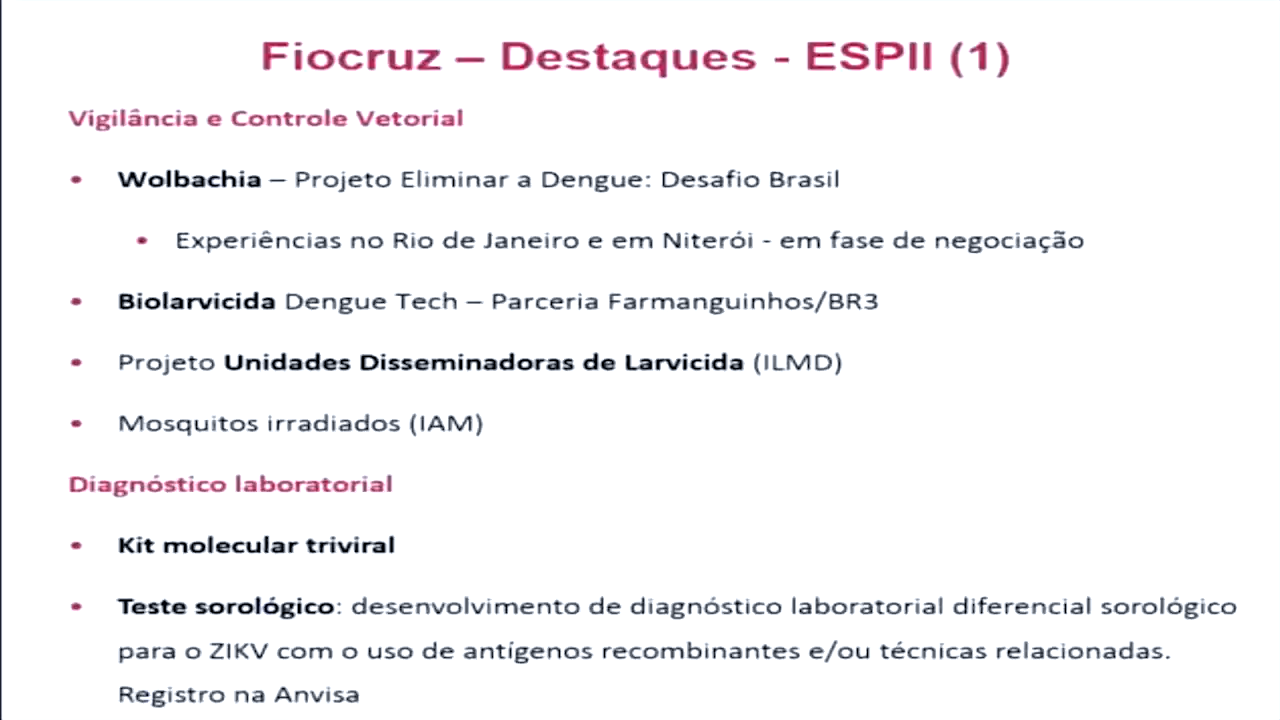 Fiocruz – Destaques - ESPII (1)
Vigilância e Controle Vetorial
• Wolbachia – Projeto Eliminar a Dengue: Desafio Brasil
• Experiências no Rio de Janeiro e em Niterói - em fase de negociação
• Biolarvicida Dengue Tech – Parceria Farmanguinhos/BR3
• Projeto Unidades Disseminadoras de Larvicida (ILMD)
• Mosquitos irradiados (IAM)
Diagnóstico laboratorial
• Kit molecular triviral
• Teste sorológico: desenvolvimento de diagnóstico laboratorial diferencial sorológico
para o ZIKV com o uso de antígenos recombinantes e/ou técnicas relacionadas.
Registro na Anvisa